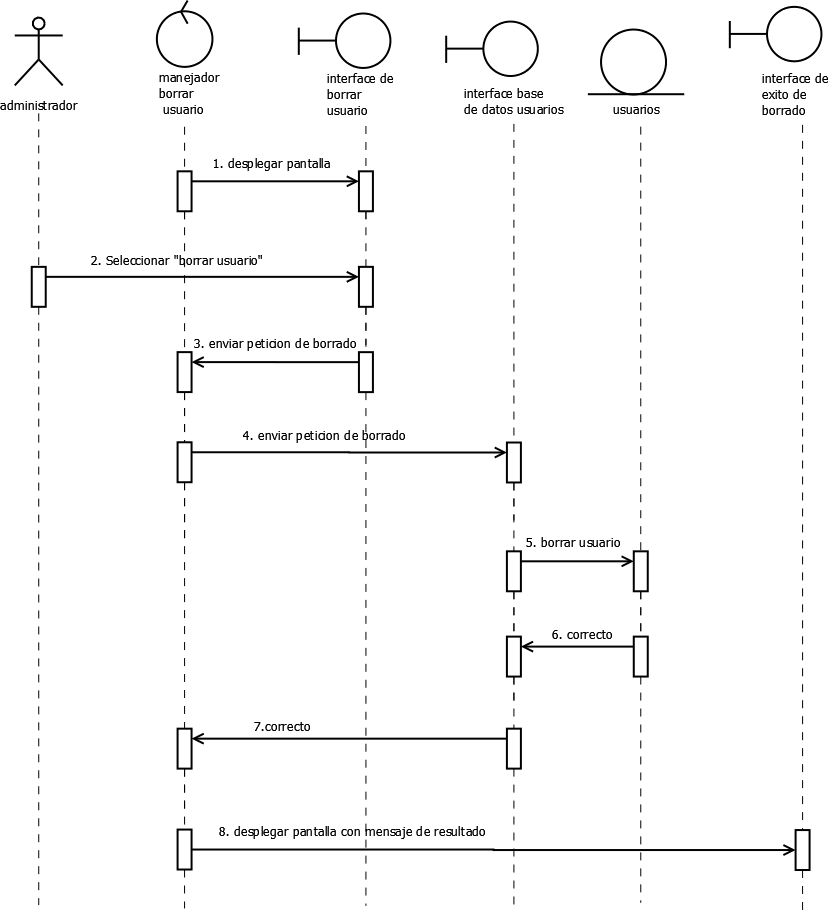 administrador
manejador
borrar
usuario
interface de
borrar
usuario
interface base
de datos usuarios
usuarios
interface de
exito de
borrado
1. desplegar pantalla
2. Seleccionar "borrar usuario"
3. enviar peticion de borrado
4. enviar peticion de borrado
5. borrar usuario
6. correcto
7.correcto
8. desplegar pantalla con mensaje de resultado